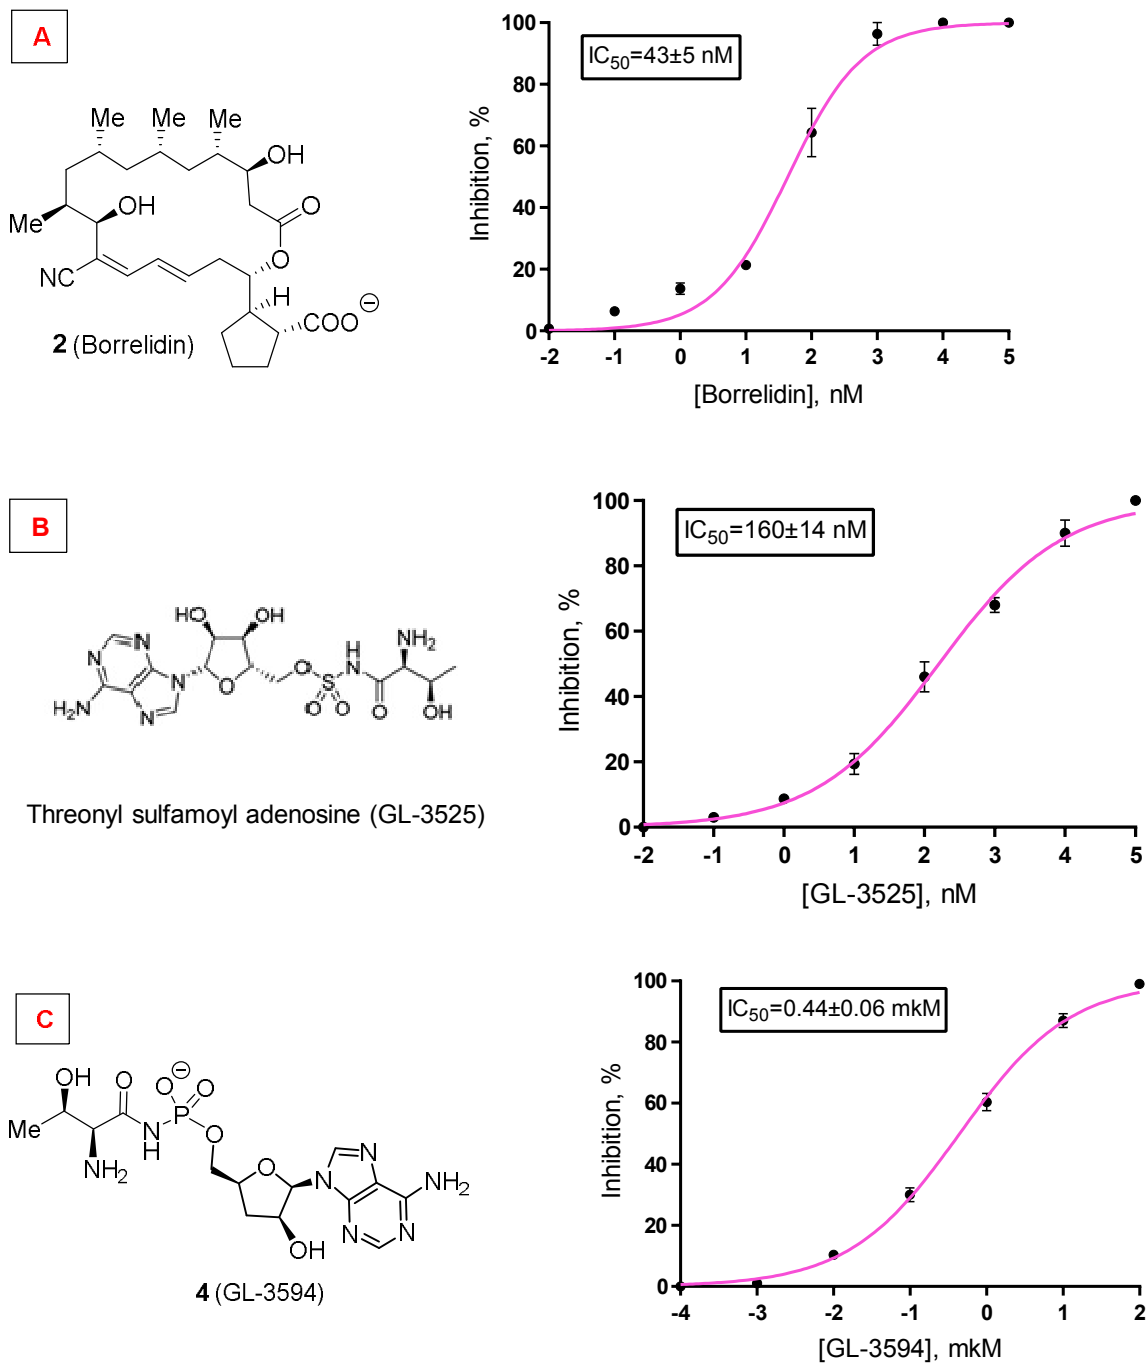 A
Me Me Me
OH
OH
Me
O
O
NC
H
COO⊖
2 (Borrelidin)
IC50=43±5 nM
Inhibition, %
100
80
60
40
20
0
-2 -1 0 1 2 3 4 5
[Borrelidin], nM
B
HO OH
N N
N N
H2N
O
O
S
O O
H
N
NH2
O
OH
Threonyl sulfamoyl adenosine (GL-3525)
IC50=160±14 nM
Inhibition, %
100
80
60
40
20
0
-2 -1 0 1 2 3 4 5
[GL-3525], nM
C
OH O O⊖ O
P
Me N
H
NH2
O
O
N
N
NH2
N
N
OH
4 (GL-3594)
IC50=0.44±0.06 mkM
Inhibition, %
100
80
60
40
20
0
-4 -3 -2 -1 0 1 2
[GL-3594], mkM